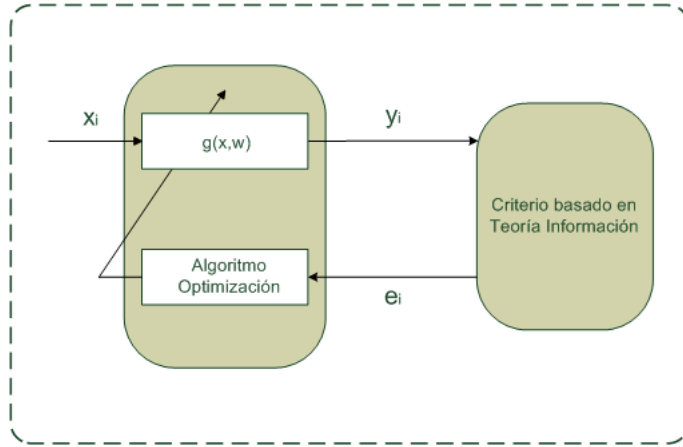 xi
g(x,w)
yi
Criterio basado en
Teoría Información
Algoritmo
Optimización
ei